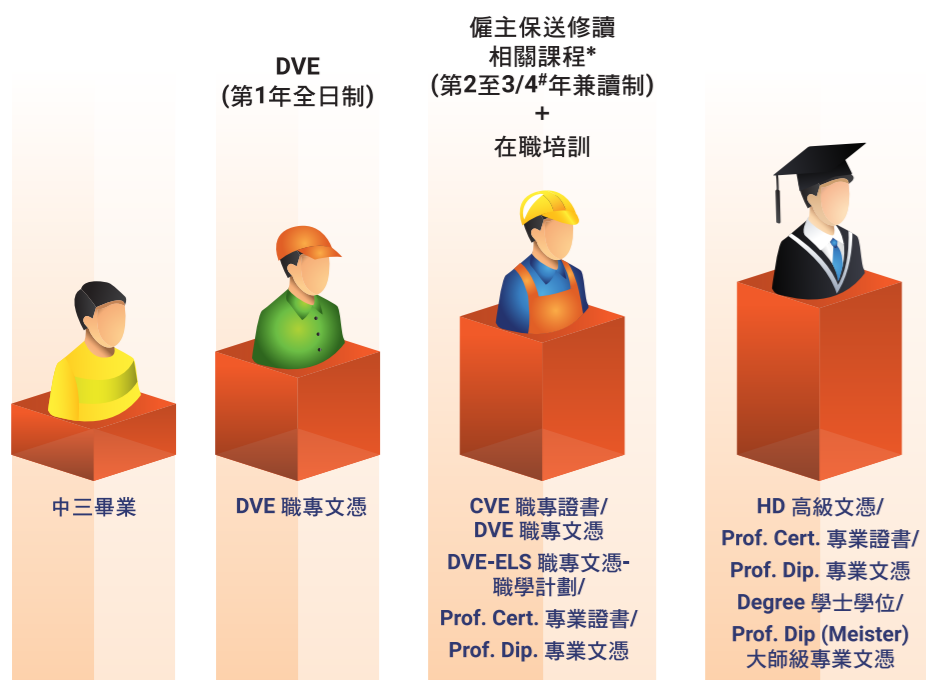 DVE
(第1年全日制)
僱主保送修讀
相關課程*
(第2至3/4#年兼讀制)
+
在職培訓
中三畢業
DVE 職專文憑
CVE 職專證書/
DVE 職專文憑
DVE-ELS 職專文憑-
職學計劃/
Prof. Cert. 專業證書/
Prof. Dip. 專業文憑
HD 高級文憑/
Prof. Cert. 專業證書/
Prof. Dip. 專業文憑
Degree 學士學位/
Prof. Dip (Meister)
大師級專業文憑